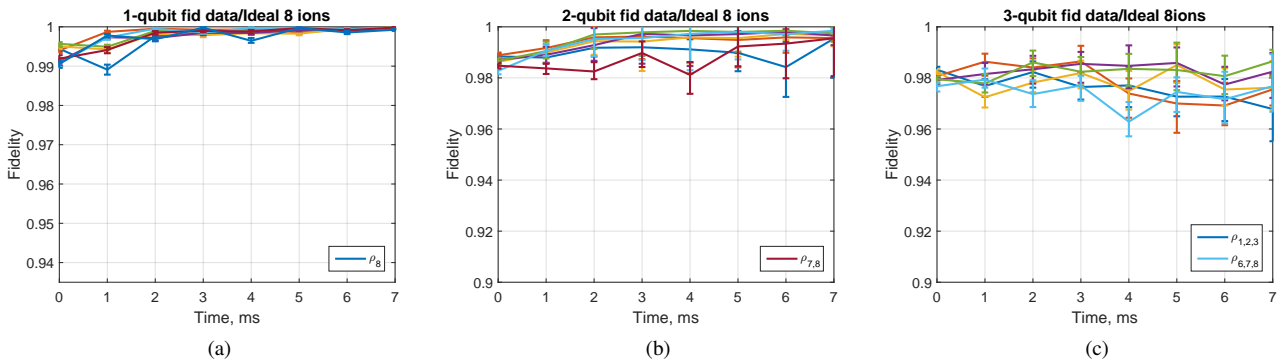 1-qubit fid data/Ideal 8 ions
1
0.99
0.98
0.97
0.96
0.95
0.94
Fidelity
ρ8
0 1 2 3 4 5 6 7
Time, ms
(a)
2-qubit fid data/Ideal 8 ions
1
0.98
0.96
0.94
0.92
0.9
Fidelity
ρ7,8
0 1 2 3 4 5 6 7
Time, ms
(b)
3-qubit fid data/Ideal 8ions
1
0.98
0.96
0.94
0.92
0.9
Fidelity
ρ1,2,3
ρ6,7,8
0 1 2 3 4 5 6 7
Time, ms
(c)